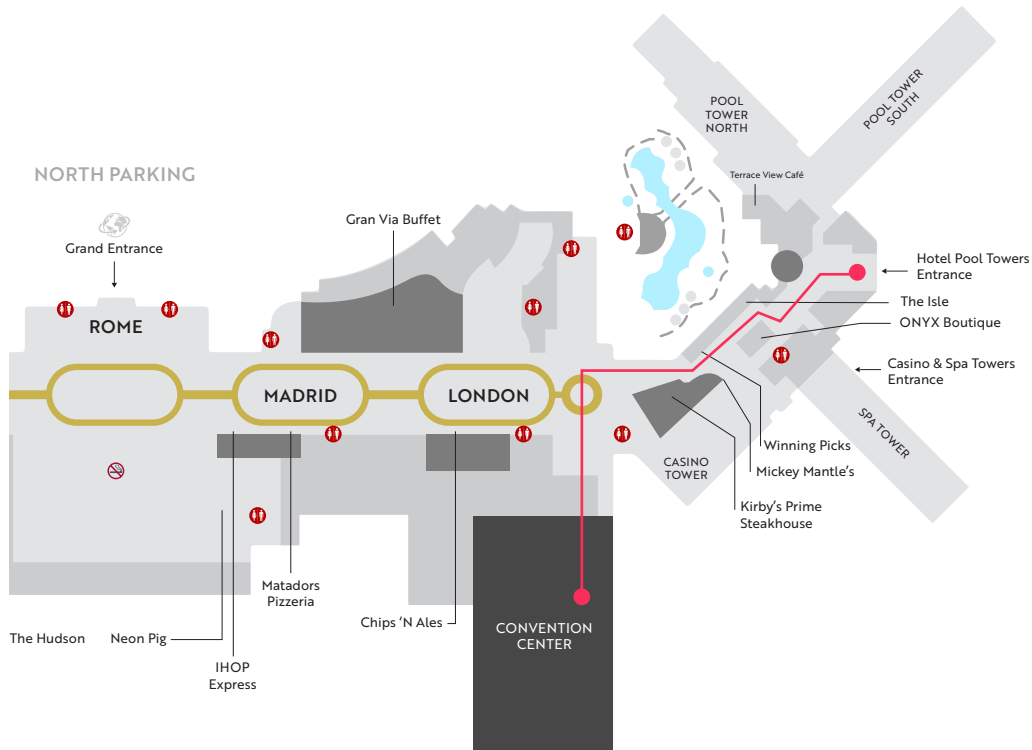 POOL TOWER
SOUTH
POOL
TOWER
NORTH
NORTH PARKING
Terrace View Café
Gran Via Buffet
Grand Entrance
Hotel Pool Towers
Entrance
The Isle
ROME
ONYX Boutique
Casino & Spa Towers
Entrance
MADRID
LONDON
SPA TOWER
Winning Picks
CASINO
TOWER
Mickey Mantle's
Kirby's Prime
Steakhouse
Matadors
Pizzeria
Chips 'N Ales
CONVENTION
CENTER
The Hudson
Neon Pig
IHOP
Express